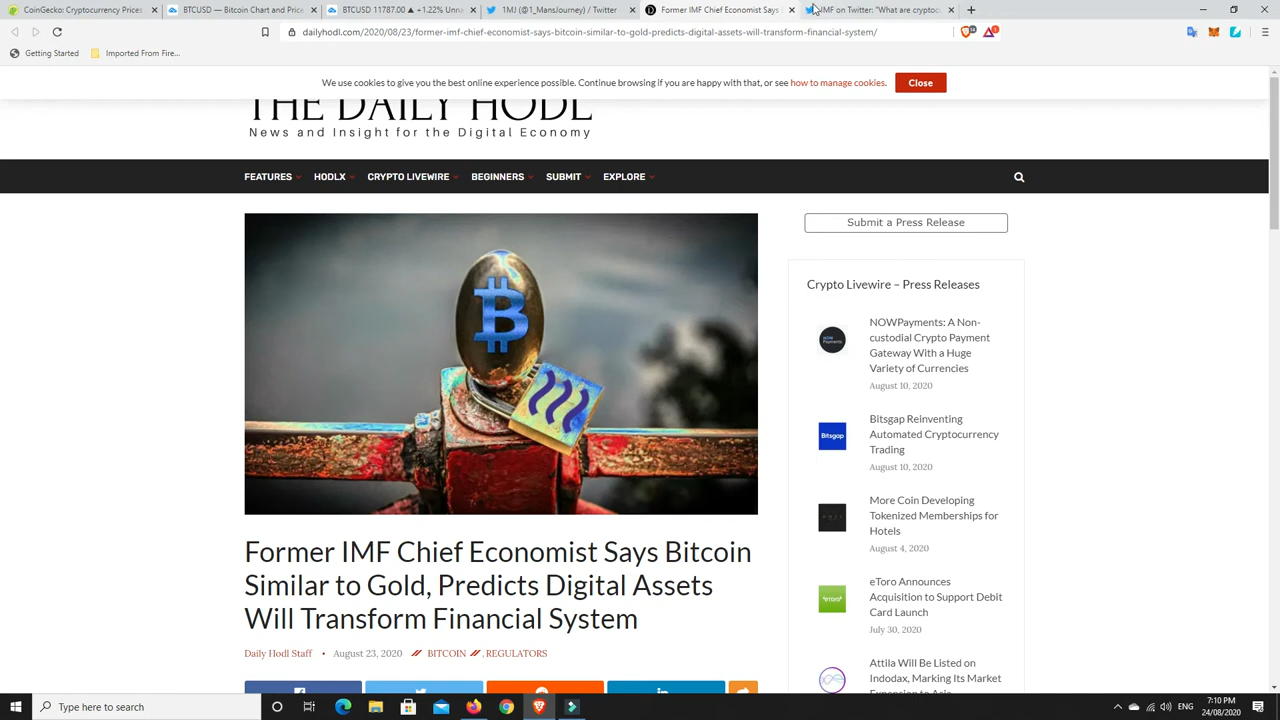 CoinGecko: Cryptocurrency Prices
BTCUSD — Bitcoin Chart and Price
BTCUSD 11787.00 ▲ +1.22% Unna
1MJ (@1_MansJourney) / Twitter
Former IMF Chief Economist Says
IMF on Twitter: "What are cryptoc
dailyhodl.com/2020/08/23/former-imf-chief-economist-says-bitcoin-similar-to-gold-predicts-digital-assets-will-transform-financial-system/
Getting Started
Imported From Fire...
We use cookies to give you the best online experience possible. Continue browsing if you are happy with that, or see how to manage cookies.
Close
THE DAILY HODL
News and Insight for the Digital Economy
FEATURES HODLX CRYPTO LIVEWIRE BEGINNERS SUBMIT EXPLORE
Submit a Press Release
Crypto Livewire – Press Releases
NOWPayments: A Non-
custodial Crypto Payment
Gateway With a Huge
Variety of Currencies
August 10, 2020
Bitsgap
Bitsgap Reinventing
Automated Cryptocurrency
Trading
August 10, 2020
More Coin Developing
Tokenized Memberships for
Hotels
August 4, 2020
eToro
eToro Announces
Acquisition to Support Debit
Card Launch
July 30, 2020
Attila Will Be Listed on
Indodax, Marking Its Market
Expansion to Asia
Former IMF Chief Economist Says Bitcoin
Similar to Gold, Predicts Digital Assets
Will Transform Financial System
Daily Hodl Staff • August 23, 2020 // BITCOIN //, REGULATORS
Type here to search
ENG
7:10 PM
24/08/2020